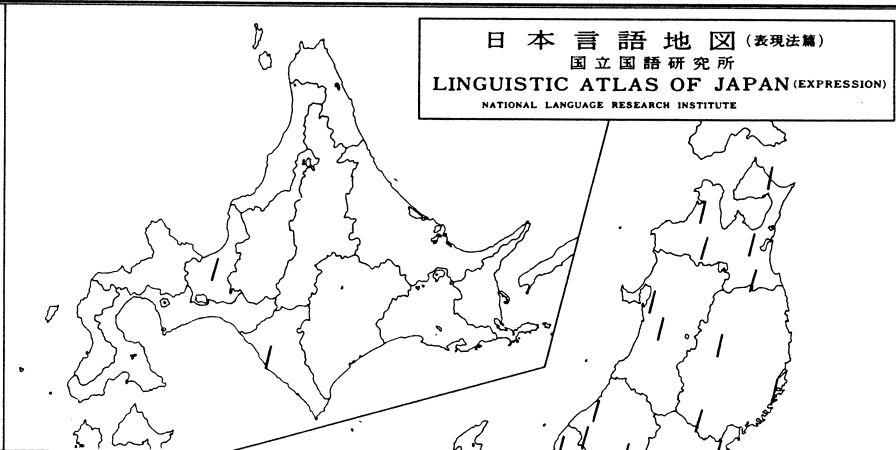 日本言語地図(表現法篇)
国立国語研究所
LINGUISTIC ATLAS OF JAPAN (EXPRESSION)
NATIONAL LANGUAGE RESEARCH INSTITUTE